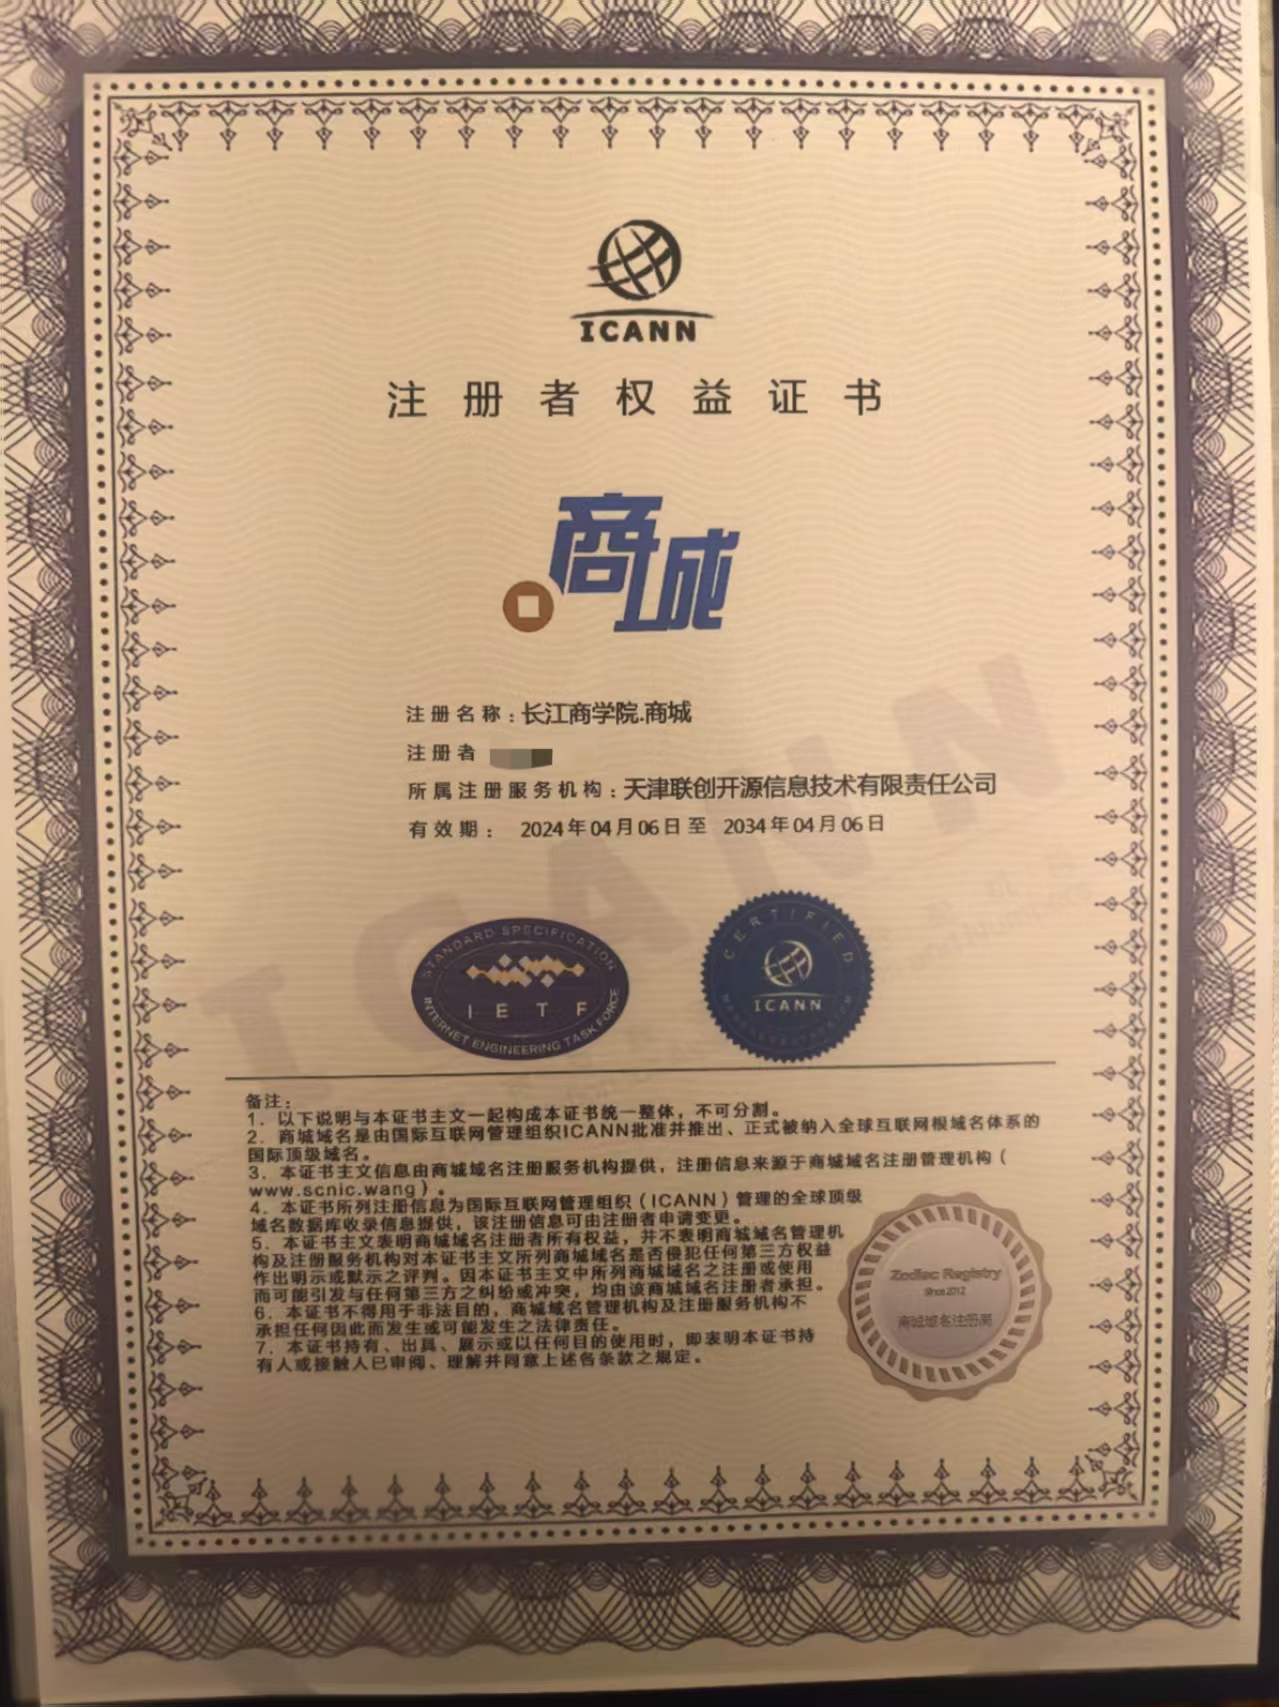 ICANN
注册者权益证书
商城
注册名称：长江商学院.商城
注册者
所属注册服务机构：天津联创开源信息技术有限责任公司
有效期： 2024年04月06日至 2034年04月06日
STANDARD SPECIFICATION
IETF
INTERNET ENGINEERING TASK FORCE
CERTIFIED
ICANN
ICANN
备注：
1．以下说明与本证书主文一起构成本证书统一整体，不可分割。
2．商城域名是由国际互联网管理组织ICANN批准并推出、正式被纳入全球互联网根域名体系的
国际顶级域名。
3．本证书主文信息由商城域名注册服务机构提供，注册信息来源于商城域名注册管理机构（
www.scnic.wang）。
4．本证书所列注册信息为国际互联网管理组织（ICANN）管理的全球顶级
域名数据库收录信息提供，该注册信息可由注册者申请变更。
5．本证书主文表明商城域名注册者所有权益，并不表明商城域名管理机
构及注册服务机构对本证书主文所列商城域名是否侵犯任何第三方权益
作出明示或默示之评判。因本证书主文中所列商城域名之注册或使用
而可能引发与任何第三方之纠纷或冲突，均由该商城域名注册者承担。
6．本证书不得用于非法目的，商城域名管理机构及注册服务机构不
承担任何因此而发生或可能发生之法律责任。
7．本证书持有、出具、展示或以任何目的使用时，即表明本证书持
有人或接触人已审阅、理解并同意上述各条款之规定。
Zodiac Registry
Since 2012
商城域名注册局